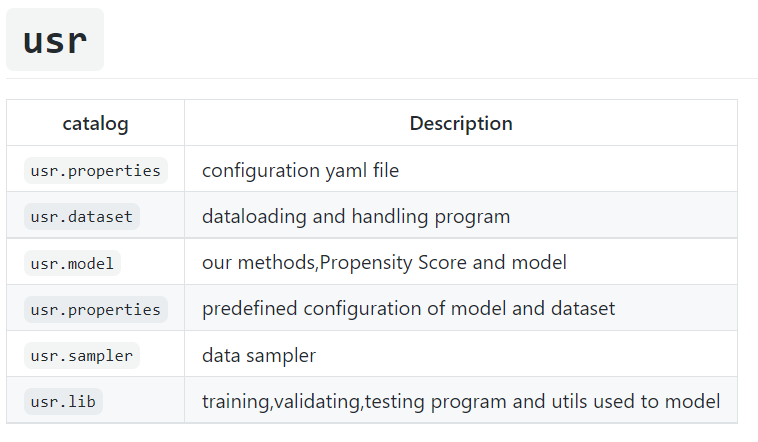 usr
catalog Description
usr.properties configuration yaml file
usr.dataset dataloading and handling program
usr.model our methods,Propensity Score and model
usr.properties predefined configuration of model and dataset
usr.sampler data sampler
usr.lib training,validating,testing program and utils used to model